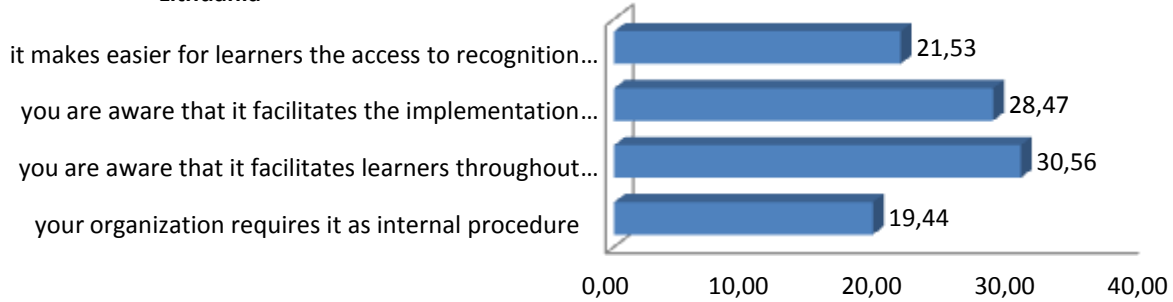 Lithuania
it makes easier for learners the access to recognition...
21,53
you are aware that it facilitates the implementation...
28,47
you are aware that it facilitates learners throughout...
30,56
your organization requires it as internal procedure
19,44
0,00 10,00 20,00 30,00 40,00